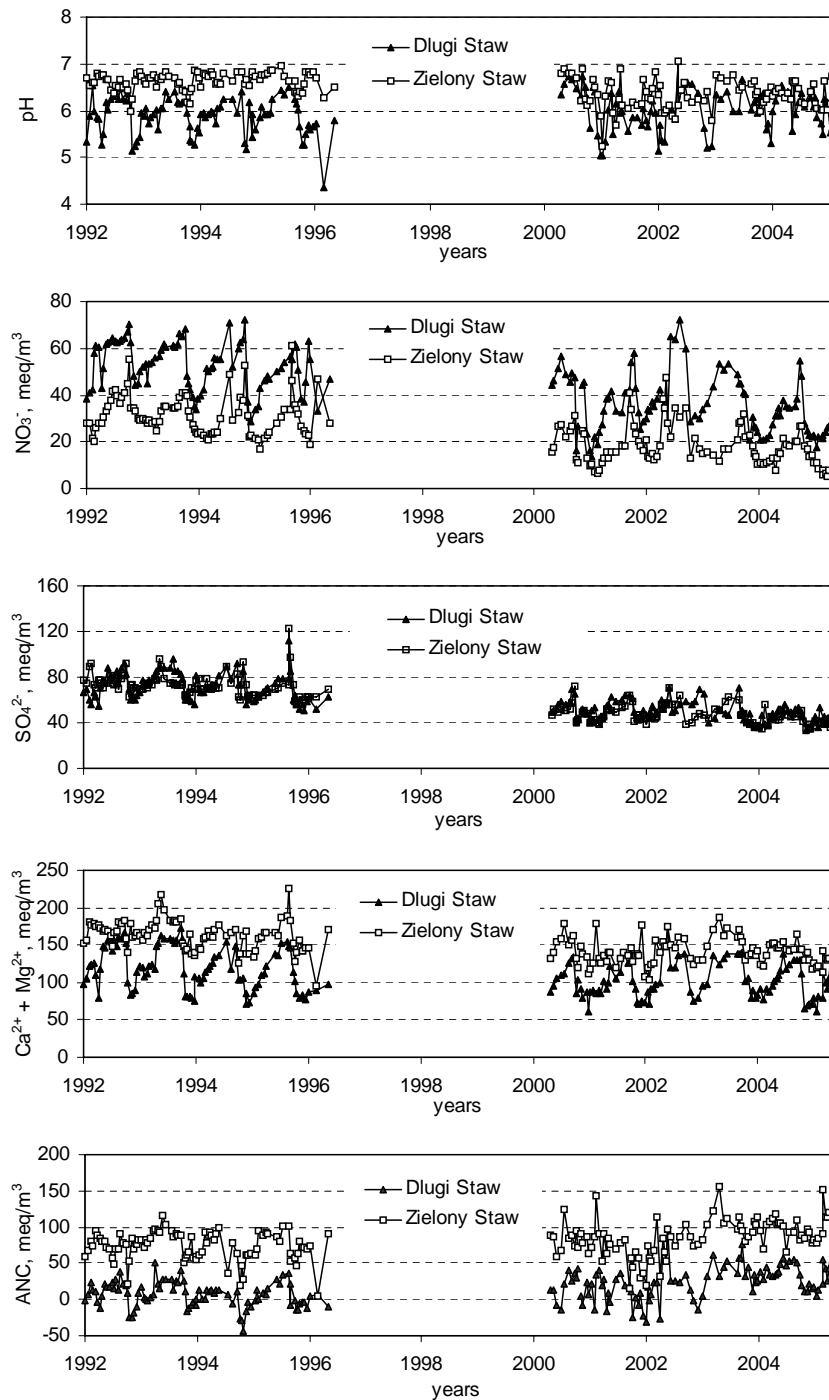 8
7
6
5
4
pH
Dlugi Staw
Zielony Staw
1992 1994 1996 1998 2000 2002 2004
years
80
60
40
20
0
NO₃⁻, meq/m³
Dlugi Staw
Zielony Staw
1992 1994 1996 1998 2000 2002 2004
years
160
120
80
40
0
SO₄²⁻, meq/m³
Dlugi Staw
Zielony Staw
1992 1994 1996 1998 2000 2002 2004
years
250
200
150
100
50
0
Ca²⁺ + Mg²⁺, meq/m³
Dlugi Staw
Zielony Staw
1992 1994 1996 1998 2000 2002 2004
years
200
150
100
50
0
-50
ANC, meq/m³
Dlugi Staw
Zielony Staw
1992 1994 1996 1998 2000 2002 2004
years